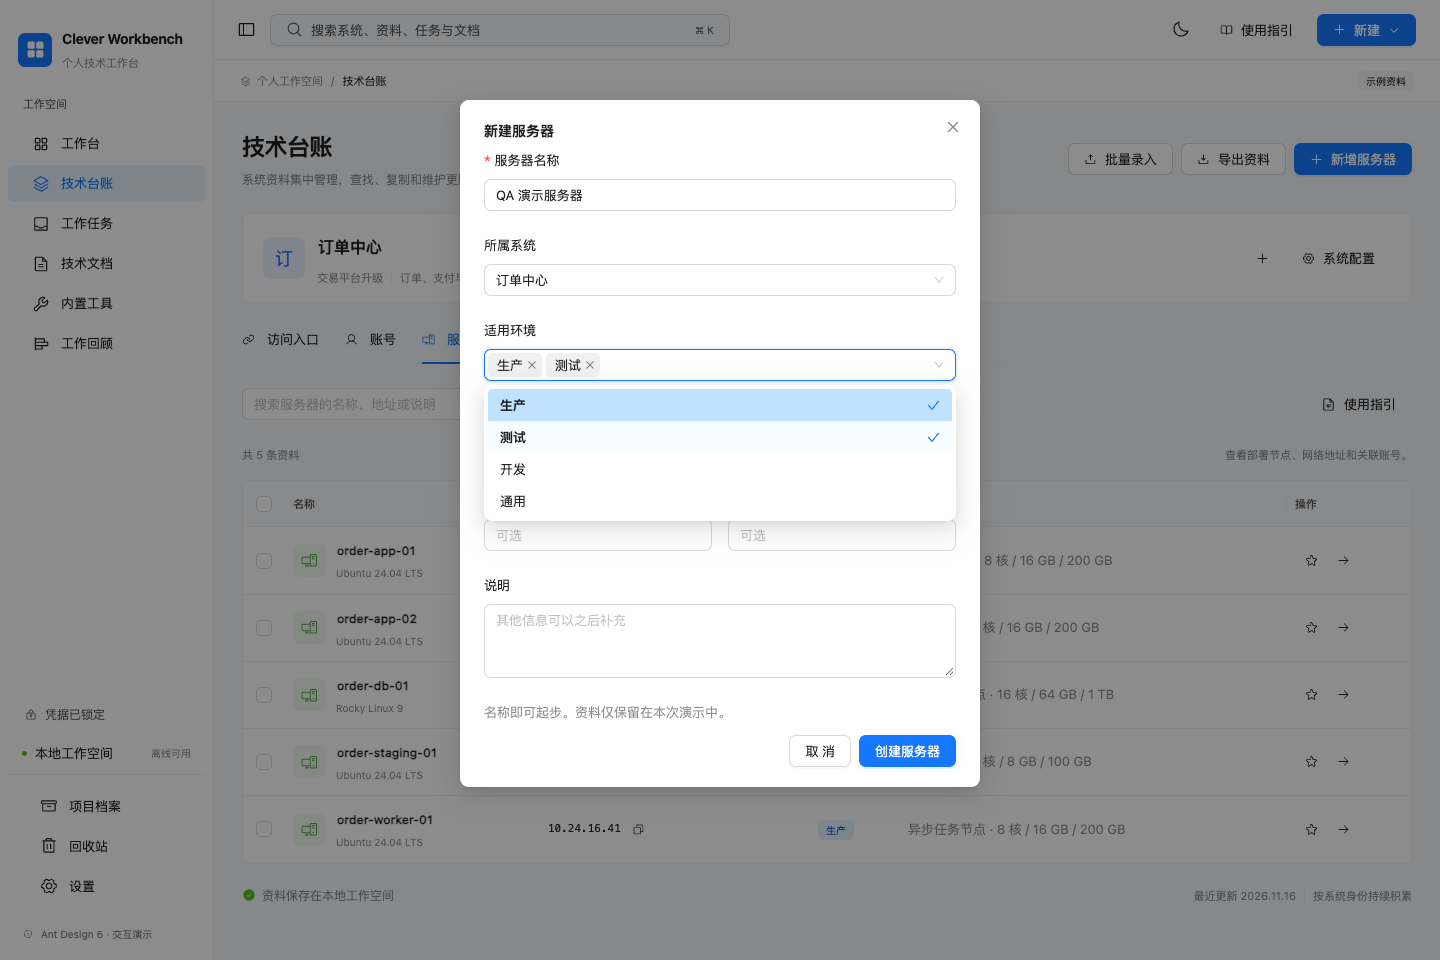 Clever Workbench
个人技术工作台
搜索系统、资料、任务与文档
⌘ K
使用指引
新建
工作空间
个人工作空间 / 技术台账
示例资料
工作台
技术台账
工作任务
技术文档
内置工具
工作回顾
凭据已锁定
本地工作空间
离线可用
项目档案
回收站
设置
Ant Design 6 · 交互演示
技术台账
系统资料集中管理，查找、复制和维护更
批量录入
导出资料
新增服务器
订
订单中心
交易平台升级
订单、支付
系统配置
访问入口
账号
服
搜索服务器的名称、地址或说明
使用指引
共 5 条资料
查看部署节点、网络地址和关联账号。
名称
操作
order-app-01
Ubuntu 24.04 LTS
8 核 / 16 GB / 200 GB
order-app-02
Ubuntu 24.04 LTS
核 / 16 GB / 200 GB
order-db-01
Rocky Linux 9
· 16 核 / 64 GB / 1 TB
order-staging-01
Ubuntu 24.04 LTS
核 / 8 GB / 100 GB
order-worker-01
Ubuntu 24.04 LTS
10.24.16.41
生产
异步任务节点 · 8 核 / 16 GB / 200 GB
资料保存在本地工作空间
最近更新 2026.11.16
按系统身份持续积累
新建服务器
* 服务器名称
QA 演示服务器
所属系统
订单中心
适用环境
生产
测试
生产
测试
开发
通用
可选
可选
说明
其他信息可以之后补充
名称即可起步。资料仅保留在本次演示中。
取 消
创建服务器